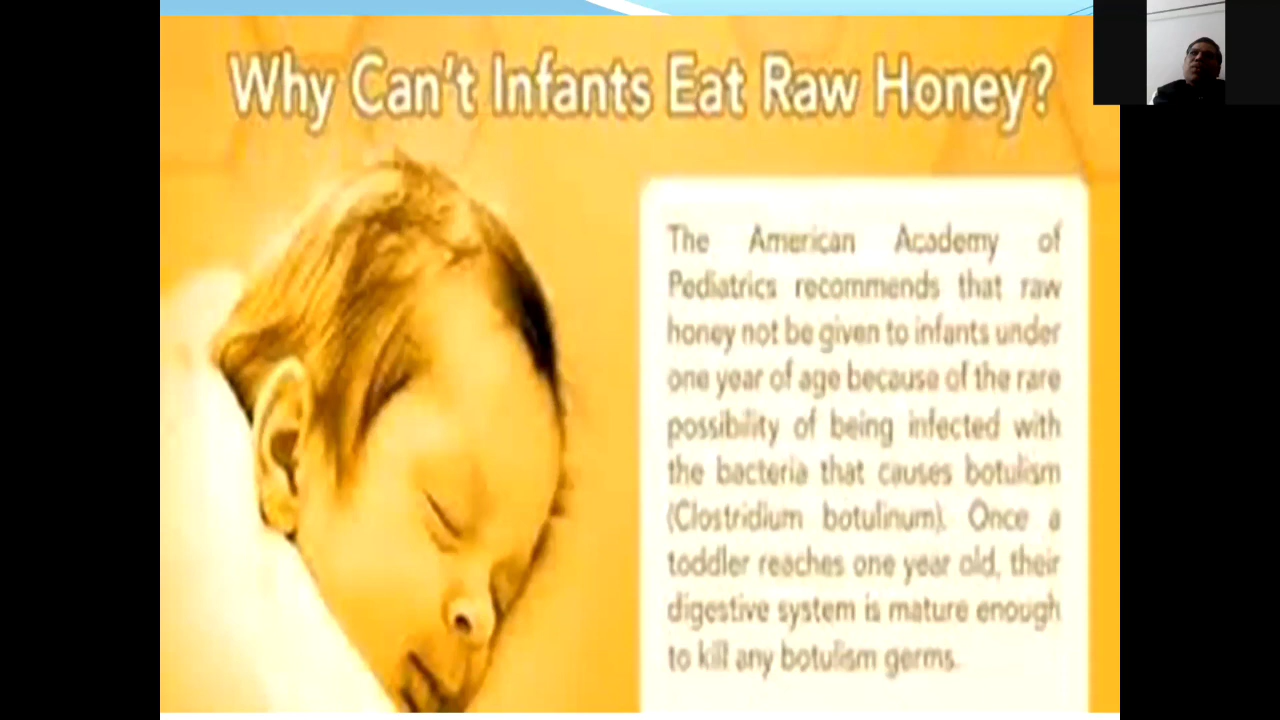 Why Can't Infants Eat Raw Honey?
The American Academy of
Pediatrics recommends that raw
honey not be given to infants under
one year of age because of the rare
possibility of being infected with
the bacteria that causes botulism
(Clostridium botulinum). Once a
toddler reaches one year old, their
digestive system is mature enough
to kill any botulism germs.